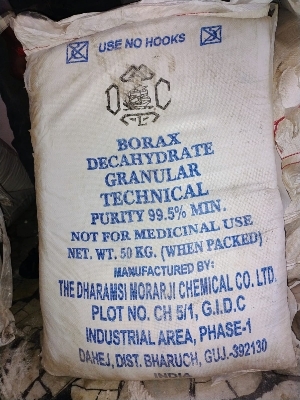 USE NO HOOKS
BORAX
DECAHYDRATE
GRANULAR
TECHNICAL
PURITY 99.5% MIN.
NOT FOR MEDICINAL USE
NET. WT. 50 KG. (WHEN PACKED)
MANUFACTURED BY:
THE DHARAMSI MORARJI CHEMICAL CO. LTD.
PLOT NO. CH 5/1, G.I.D.C
INDUSTRIAL AREA, PHASE-1
DAHEJ, DIST. BHARUCH, GUJ.-392130
INDIA